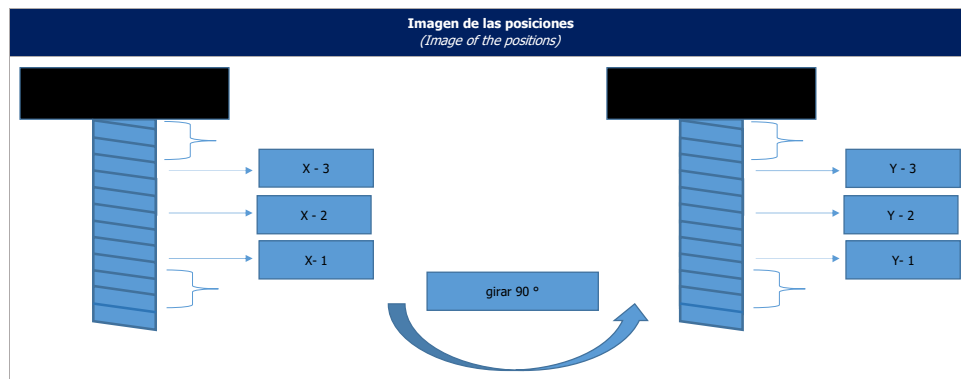 Imagen de las posiciones
(Image of the positions)
X - 3
X - 2
X- 1
girar 90 º
Y - 3
Y - 2
Y- 1